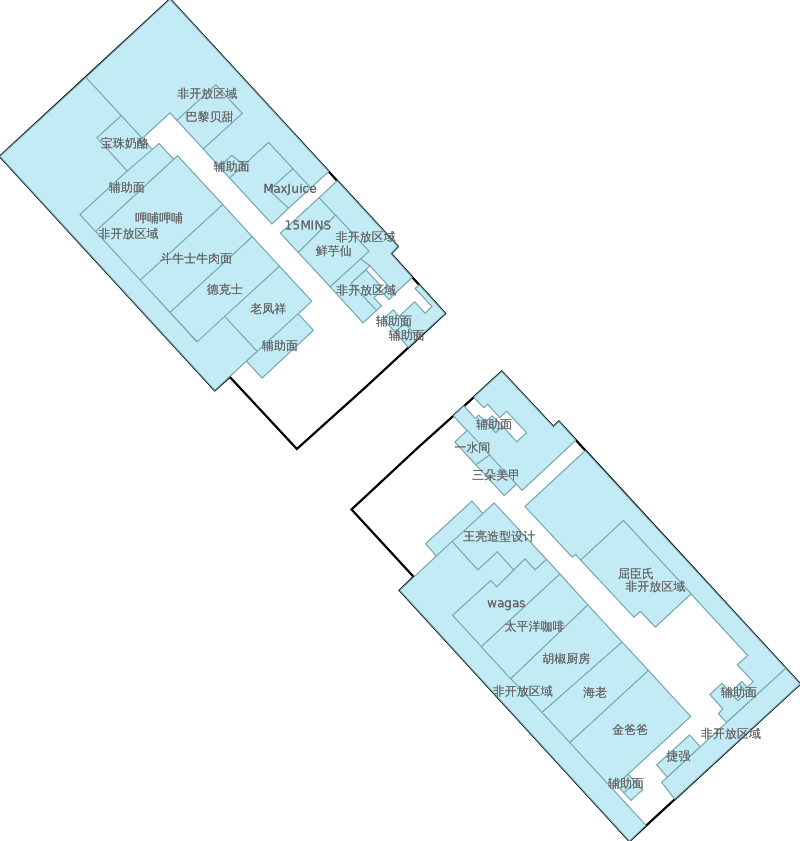 非开放区域
巴黎贝甜
宝珠奶酪
辅助面
辅助面
MaxJuice
呷哺呷哺
15MINS
非开放区域
非开放区域
鲜芋仙
斗牛士牛肉面
德克士
非开放区域
老凤祥
辅助面
辅助面
辅助面
辅助面
一水间
三朵美甲
王亮造型设计
屈臣氏
非开放区域
wagas
太平洋咖啡
胡椒厨房
非开放区域
海老
辅助面
金爸爸
非开放区域
捷强
辅助面